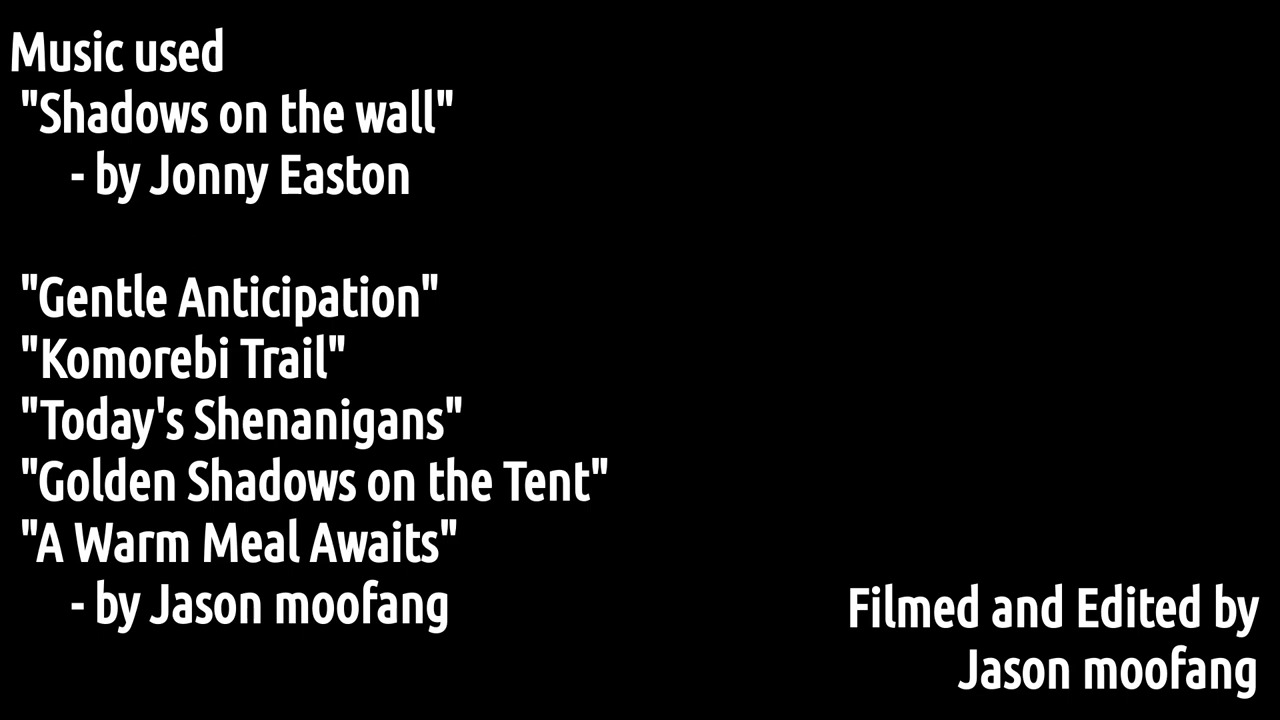 Music used
"Shadows on the wall"
- by Jonny Easton
"Gentle Anticipation"
"Komorebi Trail"
"Today's Shenanigans"
"Golden Shadows on the Tent"
"A Warm Meal Awaits"
- by Jason moofang
Filmed and Edited by
Jason moofang